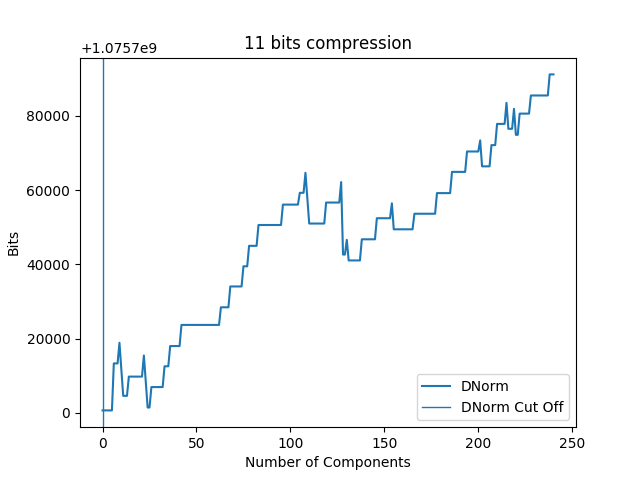 11 bits compression
+1.0757e9
80000
60000
40000
20000
0
Bits
0 50 100 150 200 250
Number of Components
DNorm
DNorm Cut Off